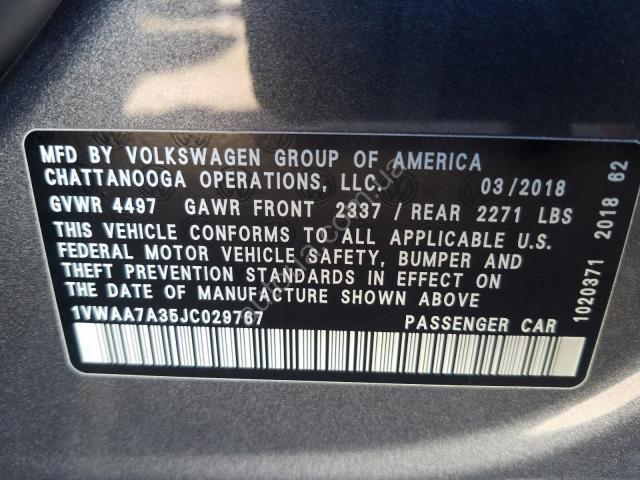 MFD BY VOLKSWAGEN GROUP OF AMERICA
CHATTANOOGA OPERATIONS, LLC. 03/2018
GVWR 4497 GAWR FRONT 2337 / REAR 2271 LBS
THIS VEHICLE CONFORMS TO ALL APPLICABLE U.S.
FEDERAL MOTOR VEHICLE SAFETY, BUMPER AND
THEFT PREVENTION STANDARDS IN EFFECT ON
THE DATE OF MANUFACTURE SHOWN ABOVE
1VWAA7A35JC029767 PASSENGER CAR
1020371 2018 62